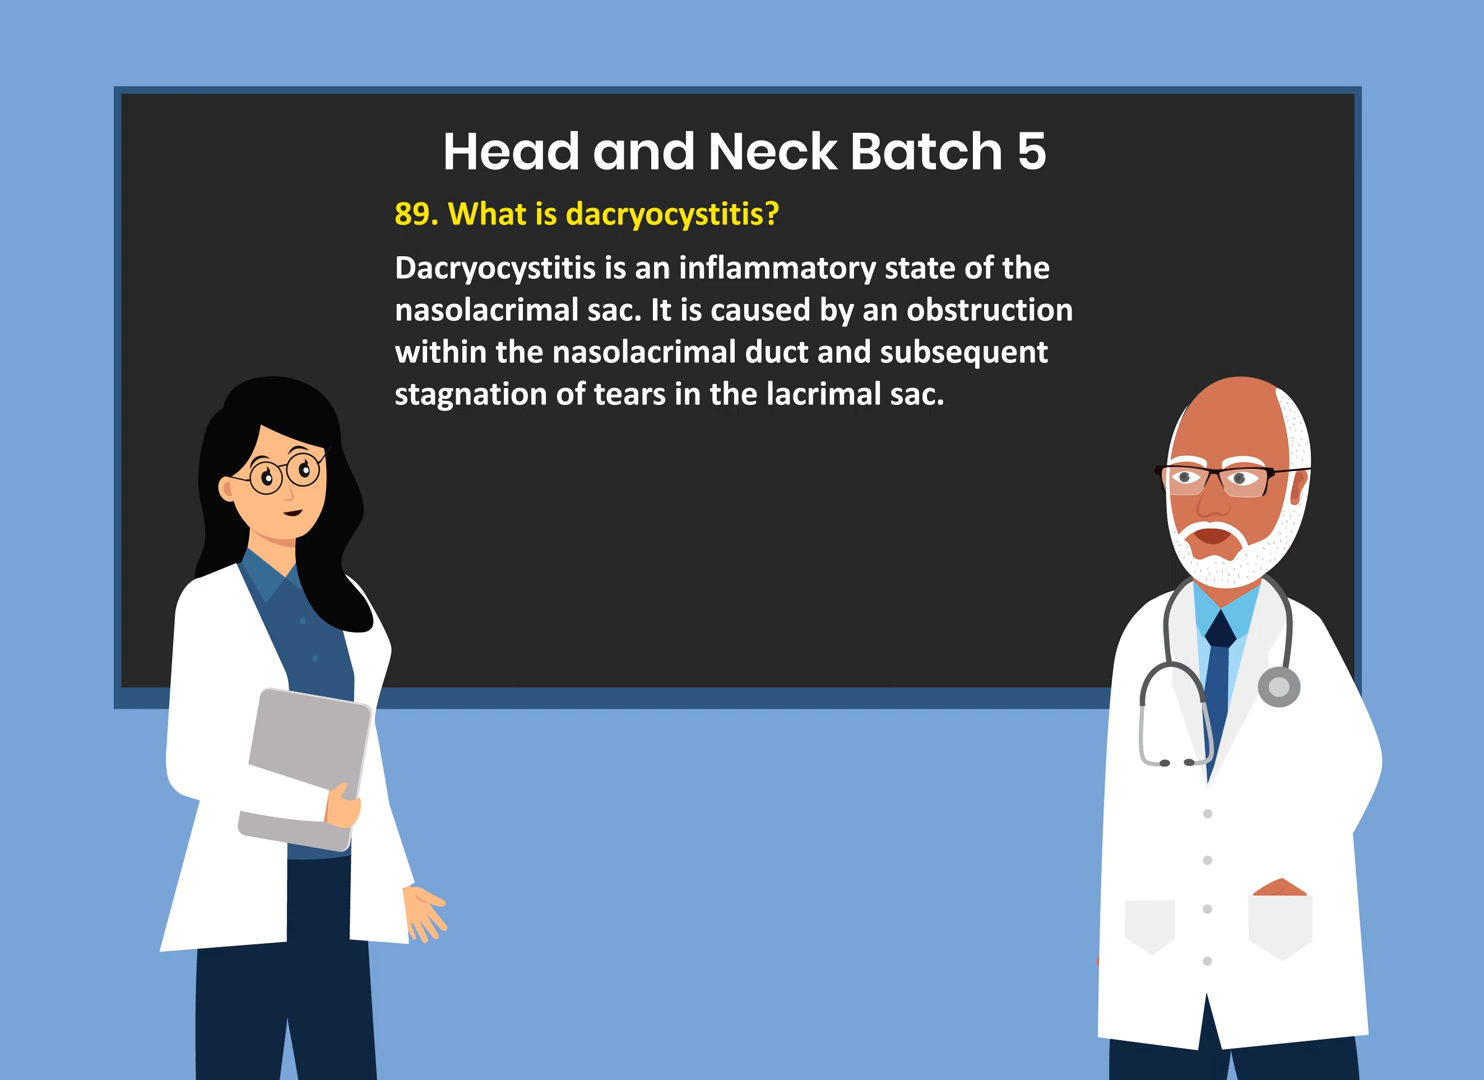 Head and Neck Batch 5
89. What is dacryocystitis?
Dacryocystitis is an inflammatory state of the
nasolacrimal sac. It is caused by an obstruction
within the nasolacrimal duct and subsequent
stagnation of tears in the lacrimal sac.